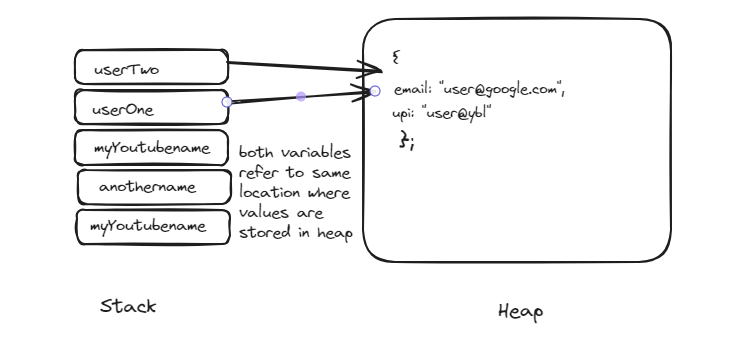 userTwo
userOne
myYoutubename
anothername
myYoutubename
both variables
refer to same
location where
values are
stored in heap
{
email: "user@google.com",
upi: "user@ybl"
};
Stack
Heap